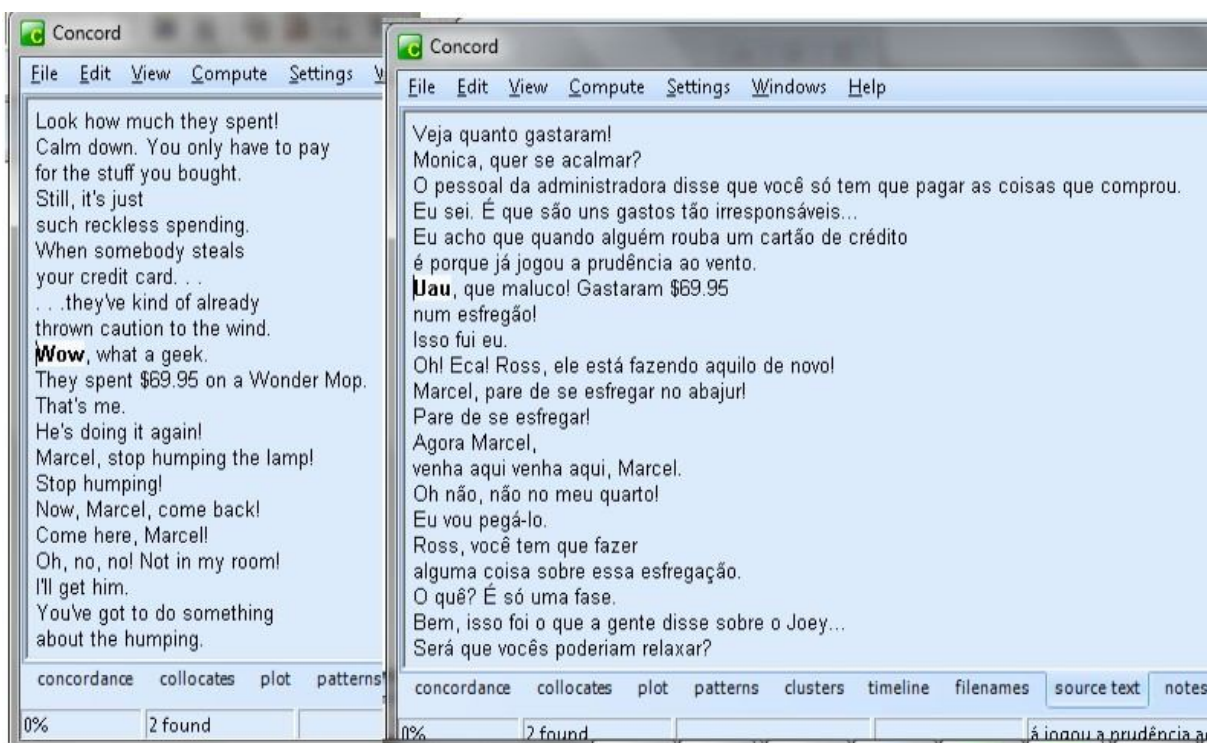 Concord
File Edit View Compute Settings
Look how much they spent!
Calm down. You only have to pay
for the stuff you bought.
Still, it's just
such reckless spending.
When somebody steals
your credit card. . .
. . .they've kind of already
thrown caution to the wind.
Wow, what a geek.
They spent $69.95 on a Wonder Mop.
That's me.
He's doing it again!
Marcel, stop humping the lamp!
Stop humping!
Now, Marcel, come back!
Come here, Marcel!
Oh, no, no! Not in my room!
I'll get him.
You've got to do something
about the humping.
concordance collocates plot patterns
0% 2 found
Concord
File Edit View Compute Settings Windows Help
Veja quanto gastaram!
Monica, quer se acalmar?
O pessoal da administradora disse que você só tem que pagar as coisas que comprou.
Eu sei. É que são uns gastos tão irresponsáveis...
Eu acho que quando alguém rouba um cartão de crédito
é porque já jogou a prudência ao vento.
Uau, que maluco! Gastaram $69.95
num esfregão!
Isso fui eu.
Oh! Eca! Ross, ele está fazendo aquilo de novo!
Marcel, pare de se esfregar no abajur!
Pare de se esfregar!
Agora Marcel,
venha aqui venha aqui, Marcel.
Oh não, não no meu quarto!
Eu vou pegá-lo.
Ross, você tem que fazer
alguma coisa sobre essa esfregação.
O quê? É só uma fase.
Bem, isso foi o que a gente disse sobre o Joey...
Será que vocês poderiam relaxar?
concordance collocates plot patterns clusters timeline filenames source text notes
0% 2 found á jogou a prudência a